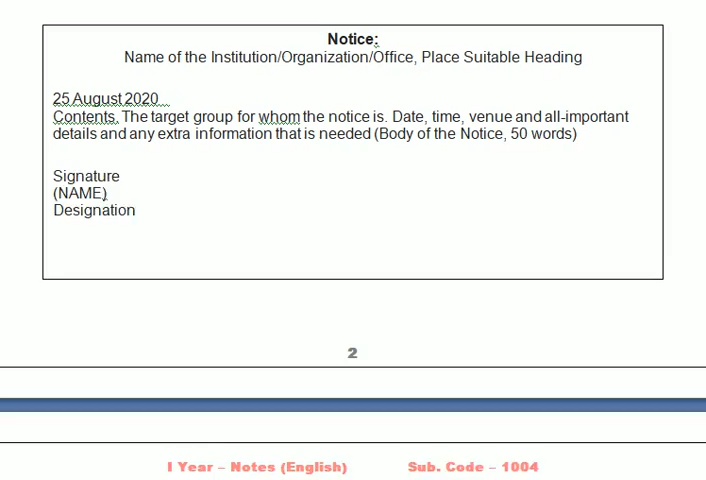 Notice:
Name of the Institution/Organization/Office, Place Suitable Heading
25 August 2020
Contents. The target group for whom the notice is. Date, time, venue and all-important
details and any extra information that is needed (Body of the Notice, 50 words)
Signature
(NAME)
Designation
2
I Year – Notes (English) Sub. Code – 1004